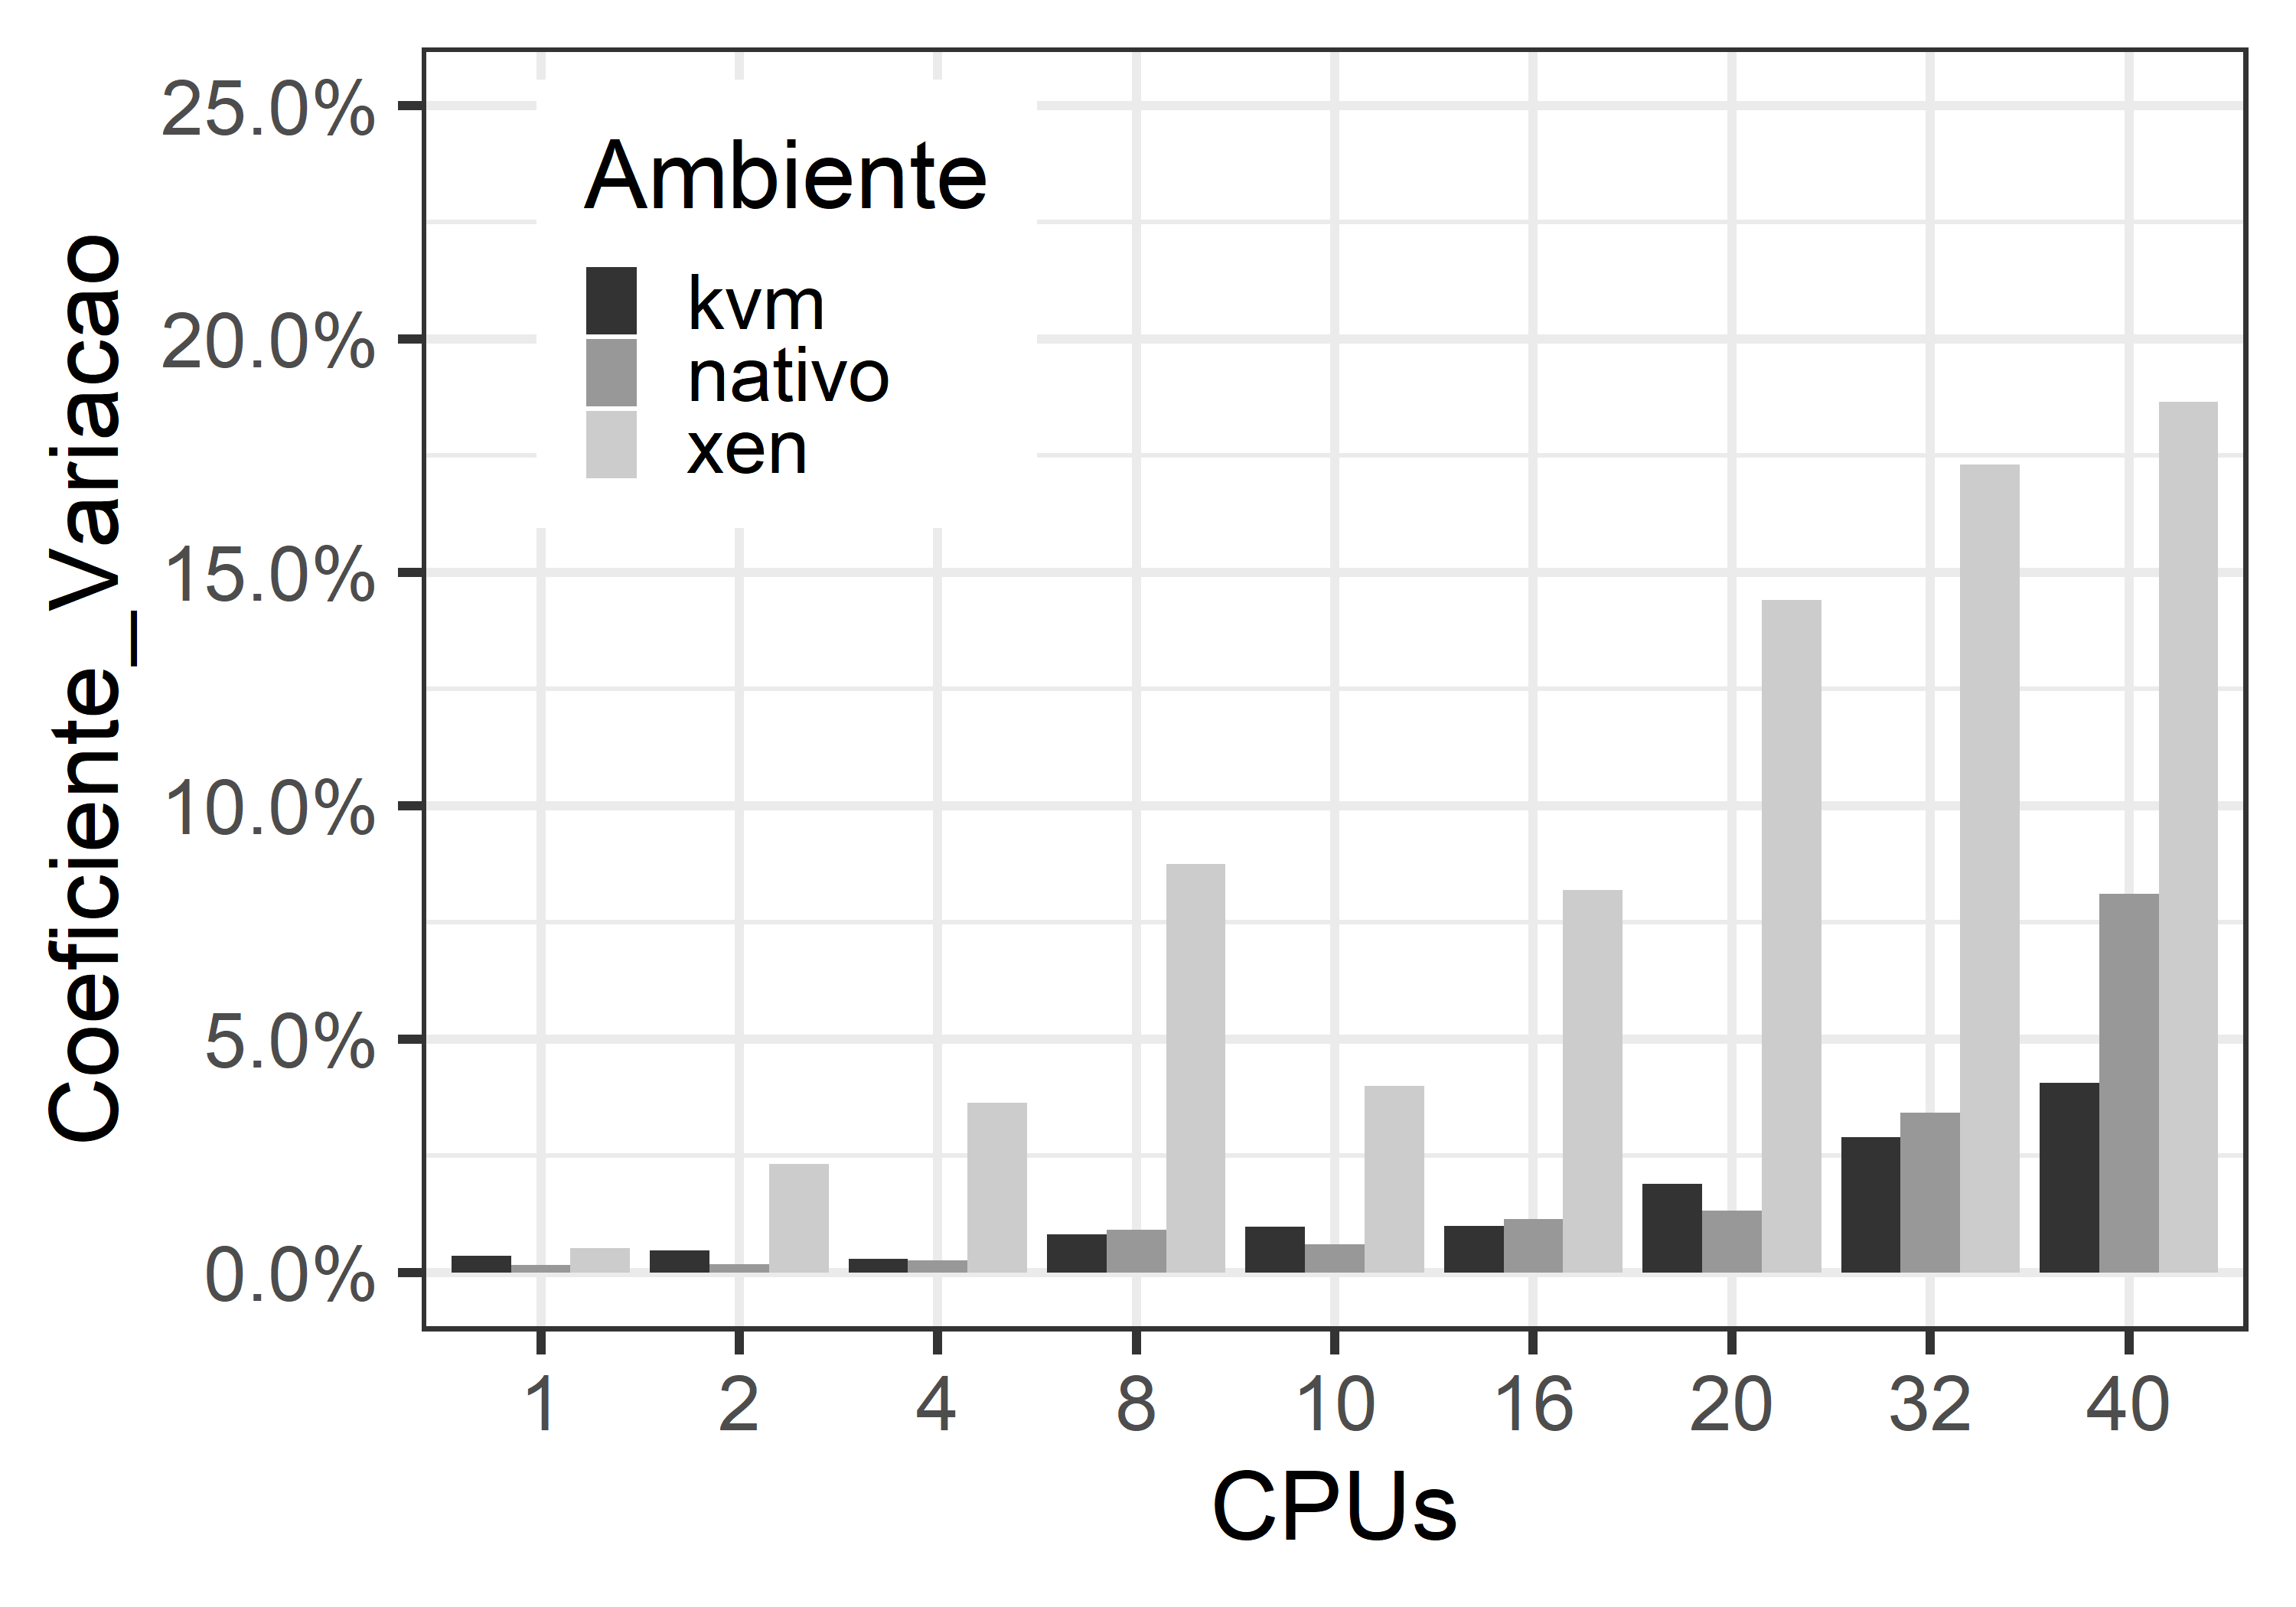 Coeficiente_Variacao
25.0%
20.0%
15.0%
10.0%
5.0%
0.0%
Ambiente
kvm
nativo
xen
1 2 4 8 10 16 20 32 40
CPUs